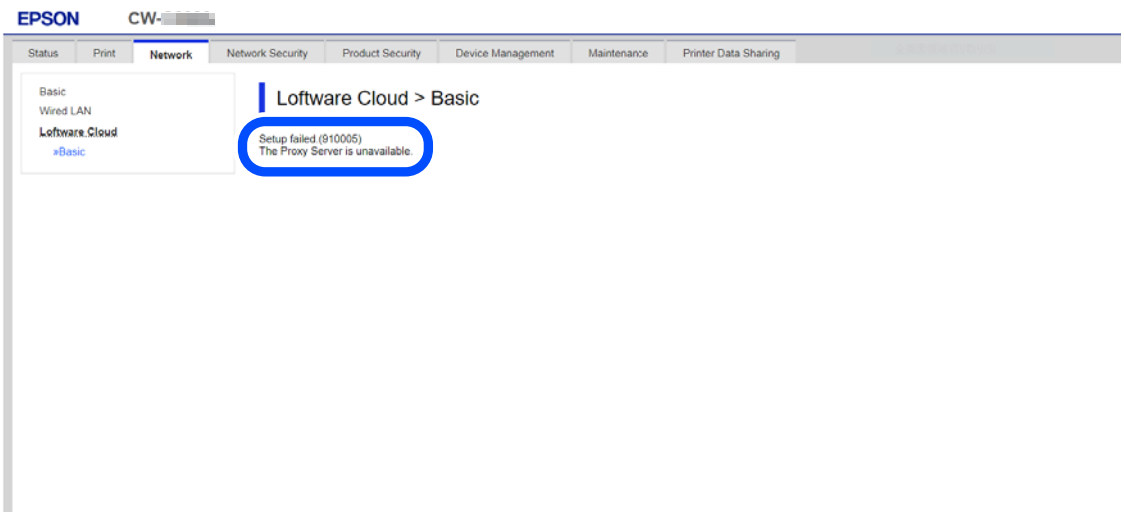 EPSON CW-
Status Print Network Network Security Product Security Device Management Maintenance Printer Data Sharing
Basic
Wired LAN
Loftware Cloud
»Basic
Loftware Cloud > Basic
Setup failed (910005)
The Proxy Server is unavailable.